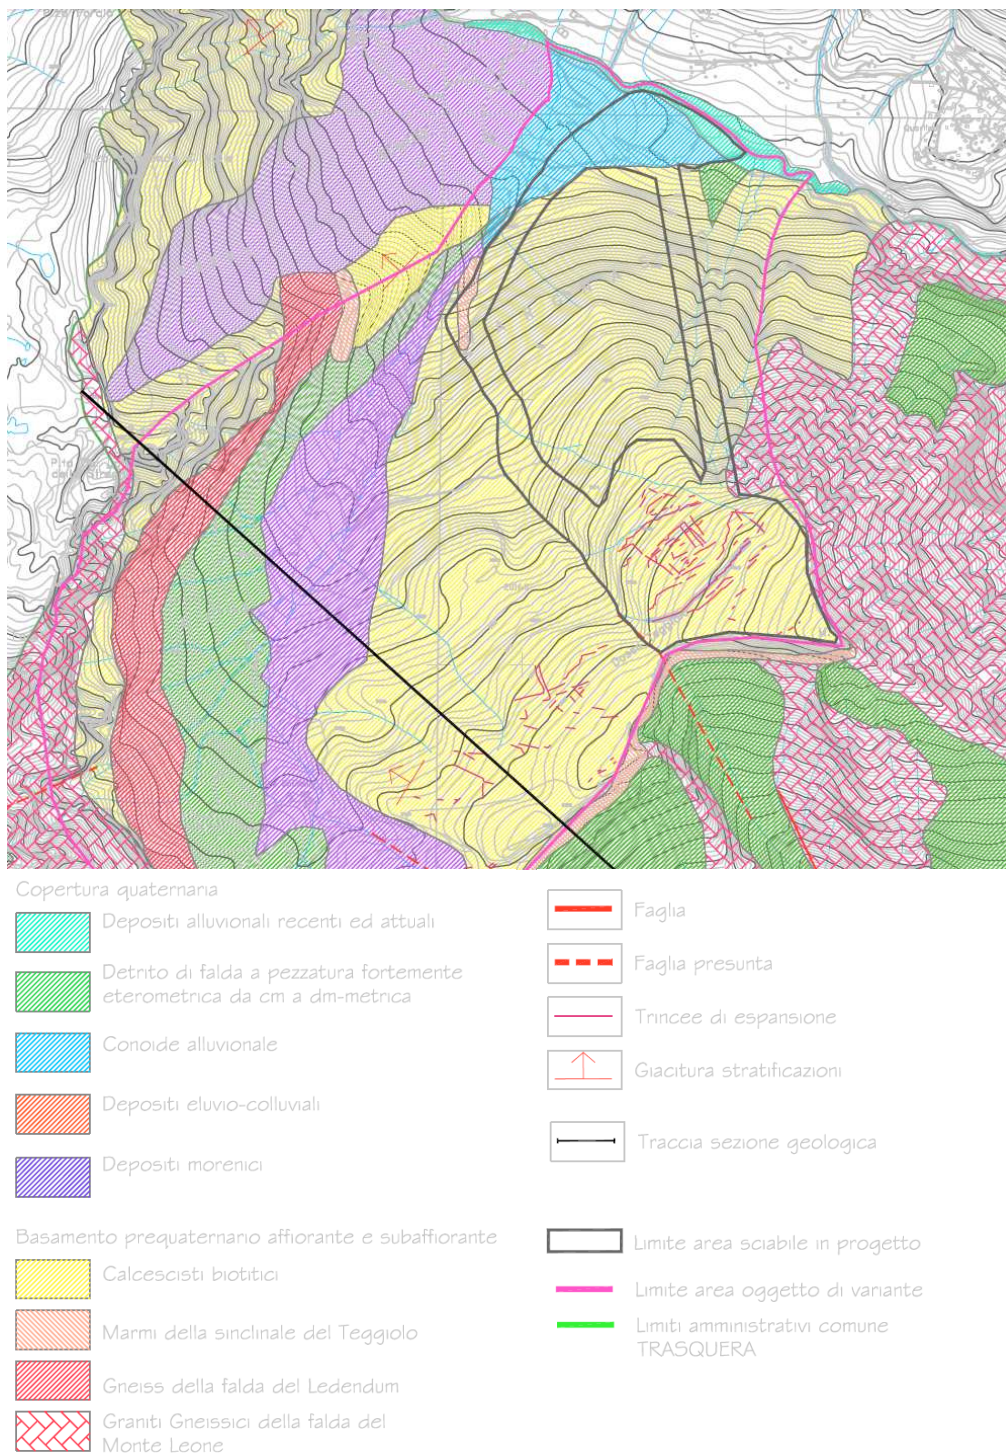 Copertura quaternaria
Depositi alluvionali recenti ed attuali
Detrito di falda a pezzatura fortemente
eterometrica da cm a dm-metrica
Conoide alluvionale
Depositi eluvio-colluviali
Depositi morenici
Basamento prequaternario affiorante e subaffiorante
Calcescisti biotitici
Marmi della sinclinale del Teggiolo
Gneiss della falda del Ledendum
Graniti Gneissici della falda del
Monte Leone
Faglia
Faglia presunta
Trincee di espansione
Giacitura stratificazioni
Traccia sezione geologica
Limite area sciabile in progetto
Limite area oggetto di variante
Limiti amministrativi comune
TRASQUERA